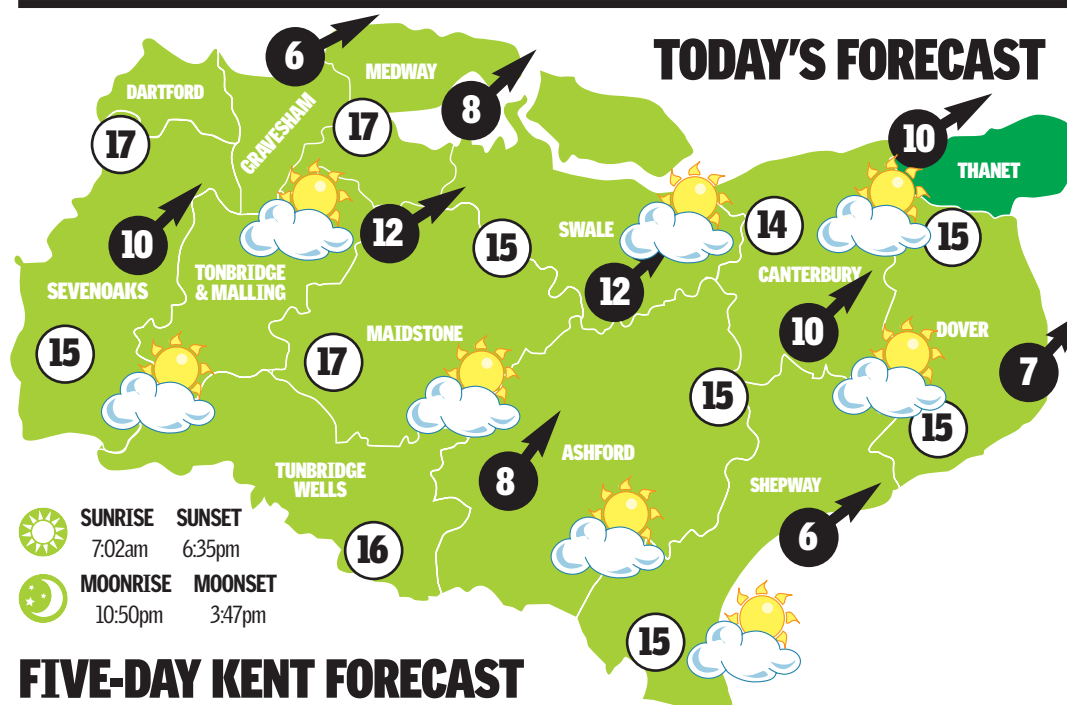 TODAY'S FORECAST
6
MEDWAY
DARTFORD
8
GRAVESHAM
17
17
10
THANET
10
12
15
SWALE
14
15
TONBRIDGE
& MALLING
SEVENOAKS
12
CANTERBURY
MAIDSTONE
10
DOVER
15
17
7
15
15
8
ASHFORD
TUNBRIDGE
WELLS
SHEPWAY
6
16
15
SUNRISE SUNSET
7:02am 6:35pm
MOONRISE MOONSET
10:50pm 3:47pm
FIVE-DAY KENT FORECAST